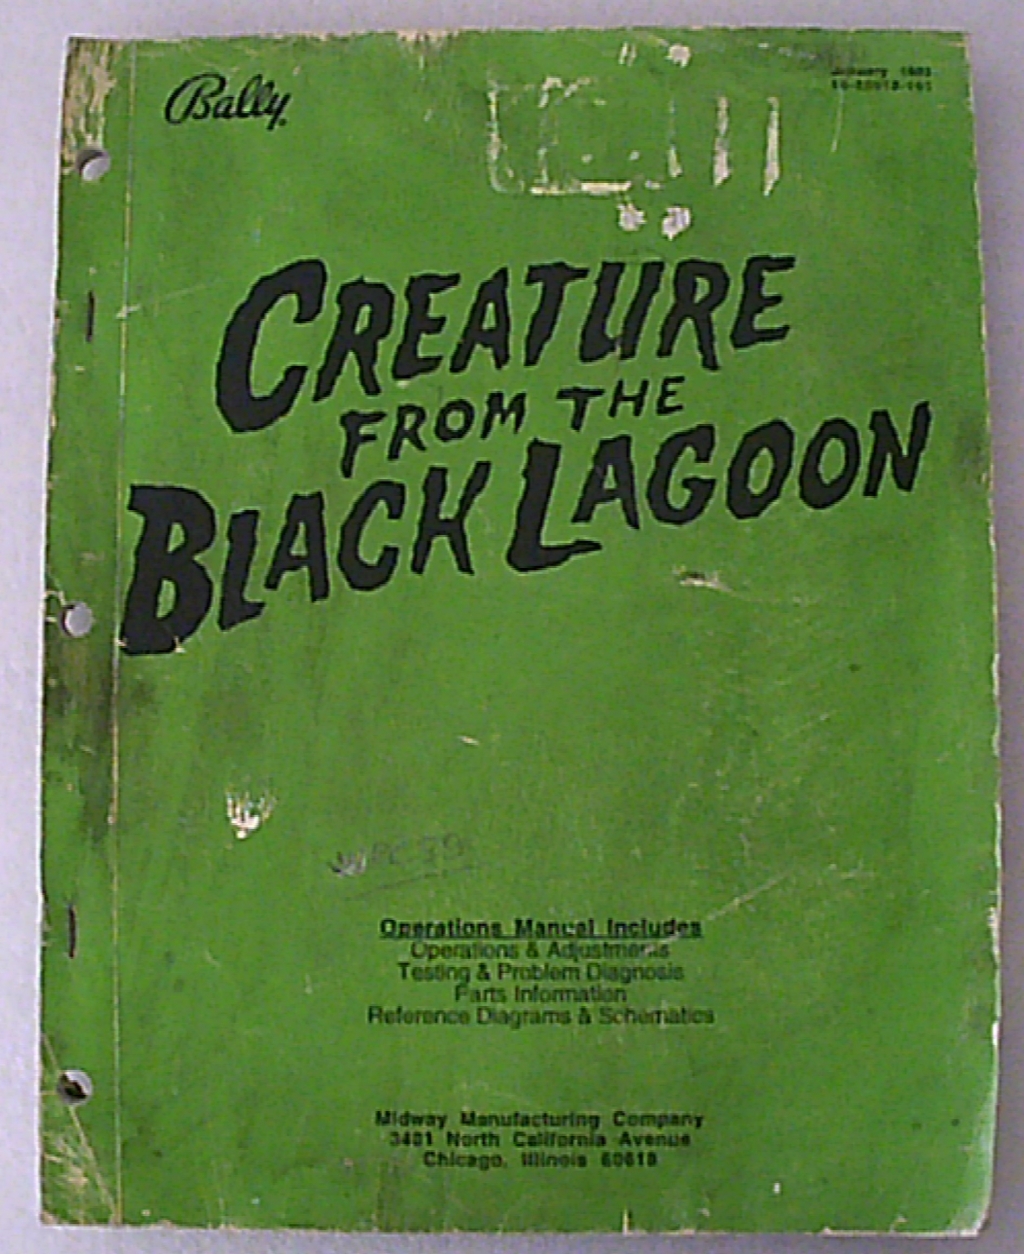 Bally
January 1993
CREATURE
FROM THE
BLACK LAGOON
Operations Manual Includes
Operations & Adjustments
Testing & Problem Diagnosis
Parts Information
Reference Diagrams & Schematics
Midway Manufacturing Company
3401 North California Avenue
Chicago, Illinois 60618